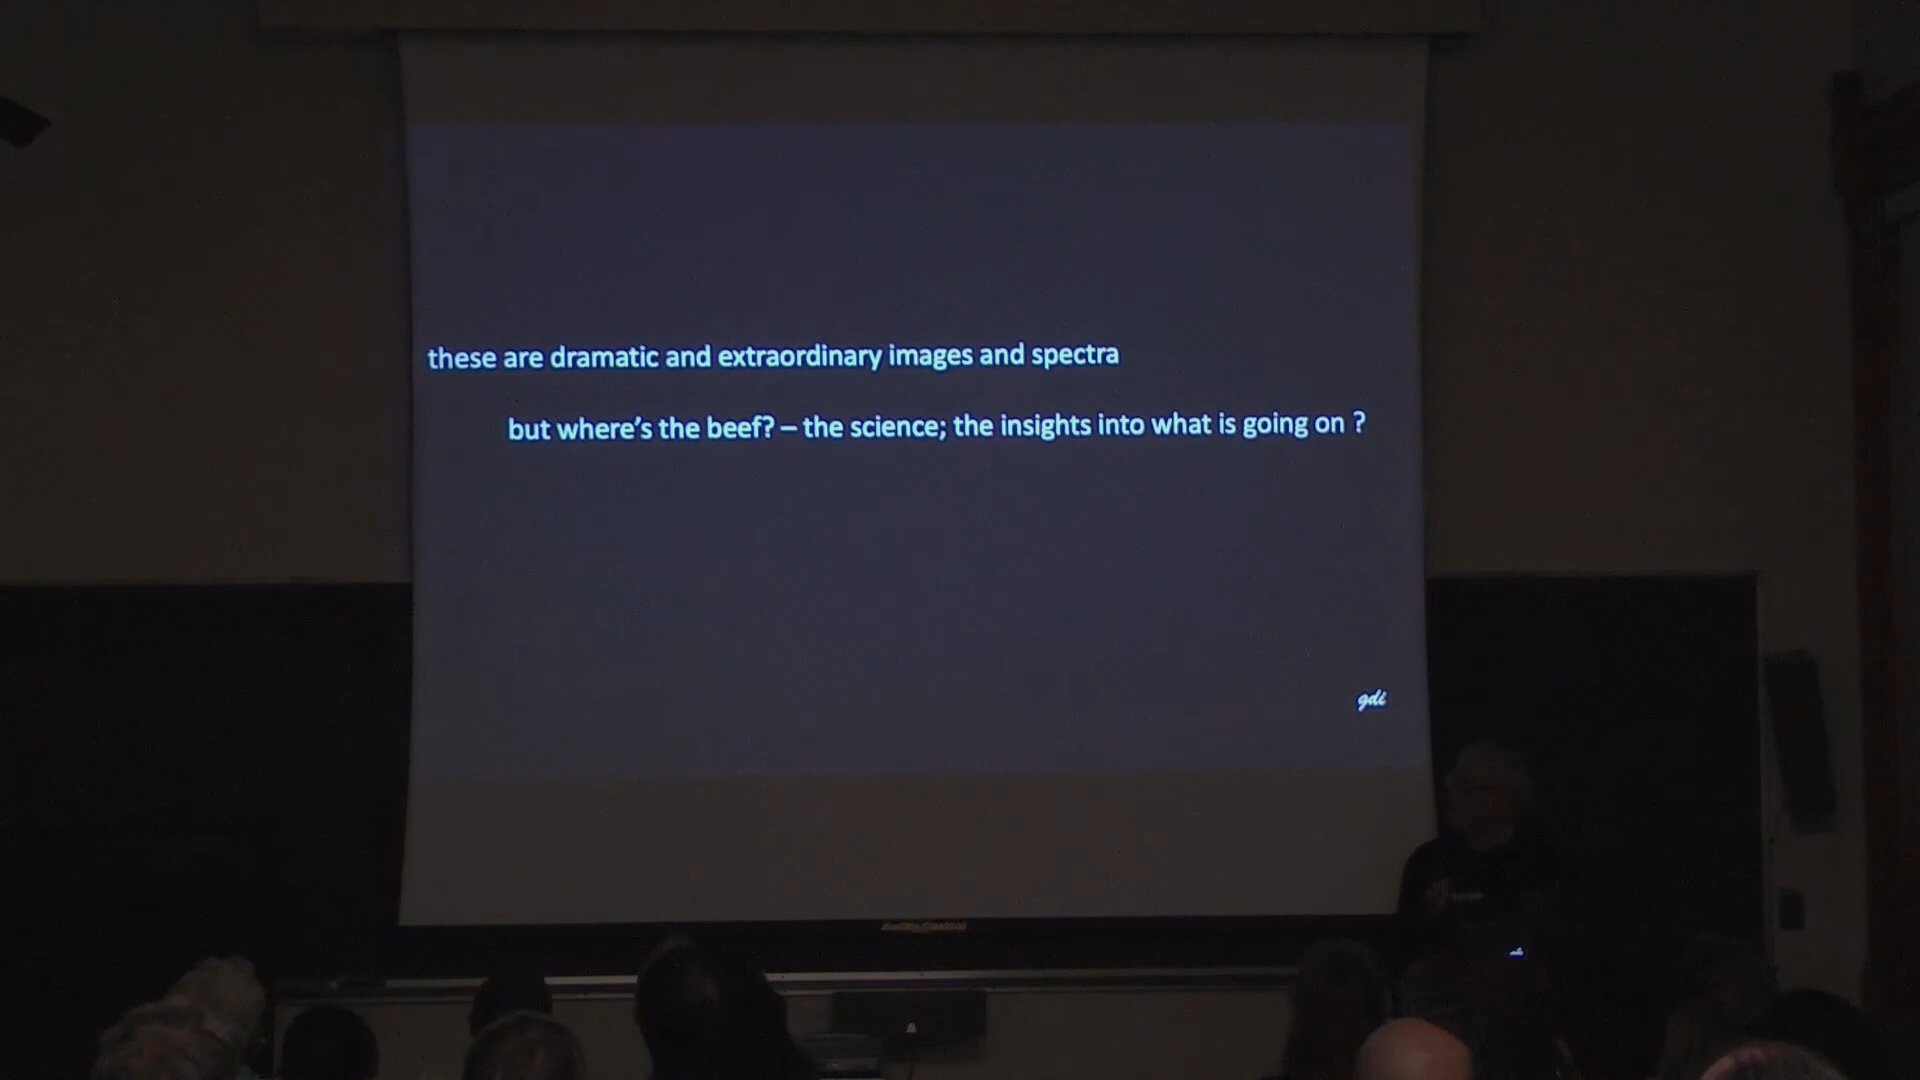 these are dramatic and extraordinary images and spectra
but where’s the beef? – the science; the insights into what is going on ?
gdi